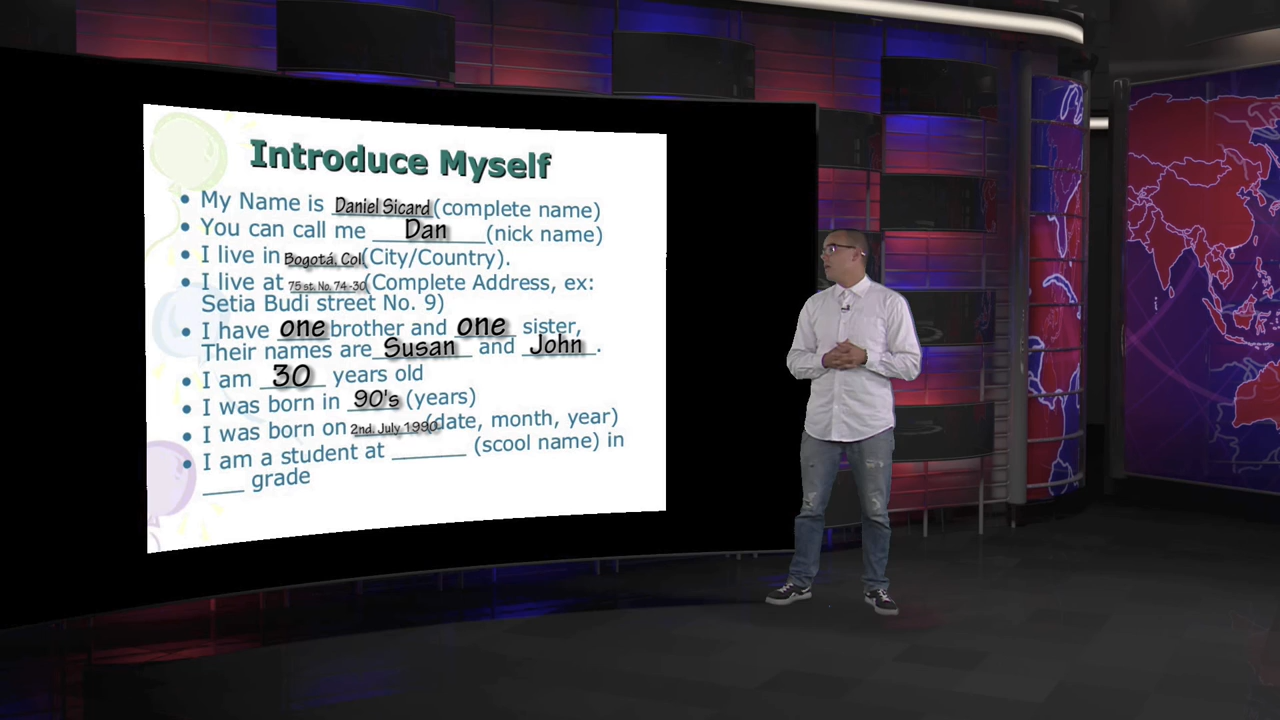 Introduce Myself
• My Name is Daniel Sicard (complete name)
• You can call me Dan (nick name)
• I live in Bogotá, Col (City/Country).
• I live at 75 st. No. 74-30 (Complete Address, ex:
Setia Budi street No. 9)
• I have one brother and one sister,
Their names are Susan and John.
• I am 30 years old
• I was born in 90's (years)
• I was born on 2nd. July 1990 (date, month, year)
• I am a student at ______ (scool name) in
___ grade